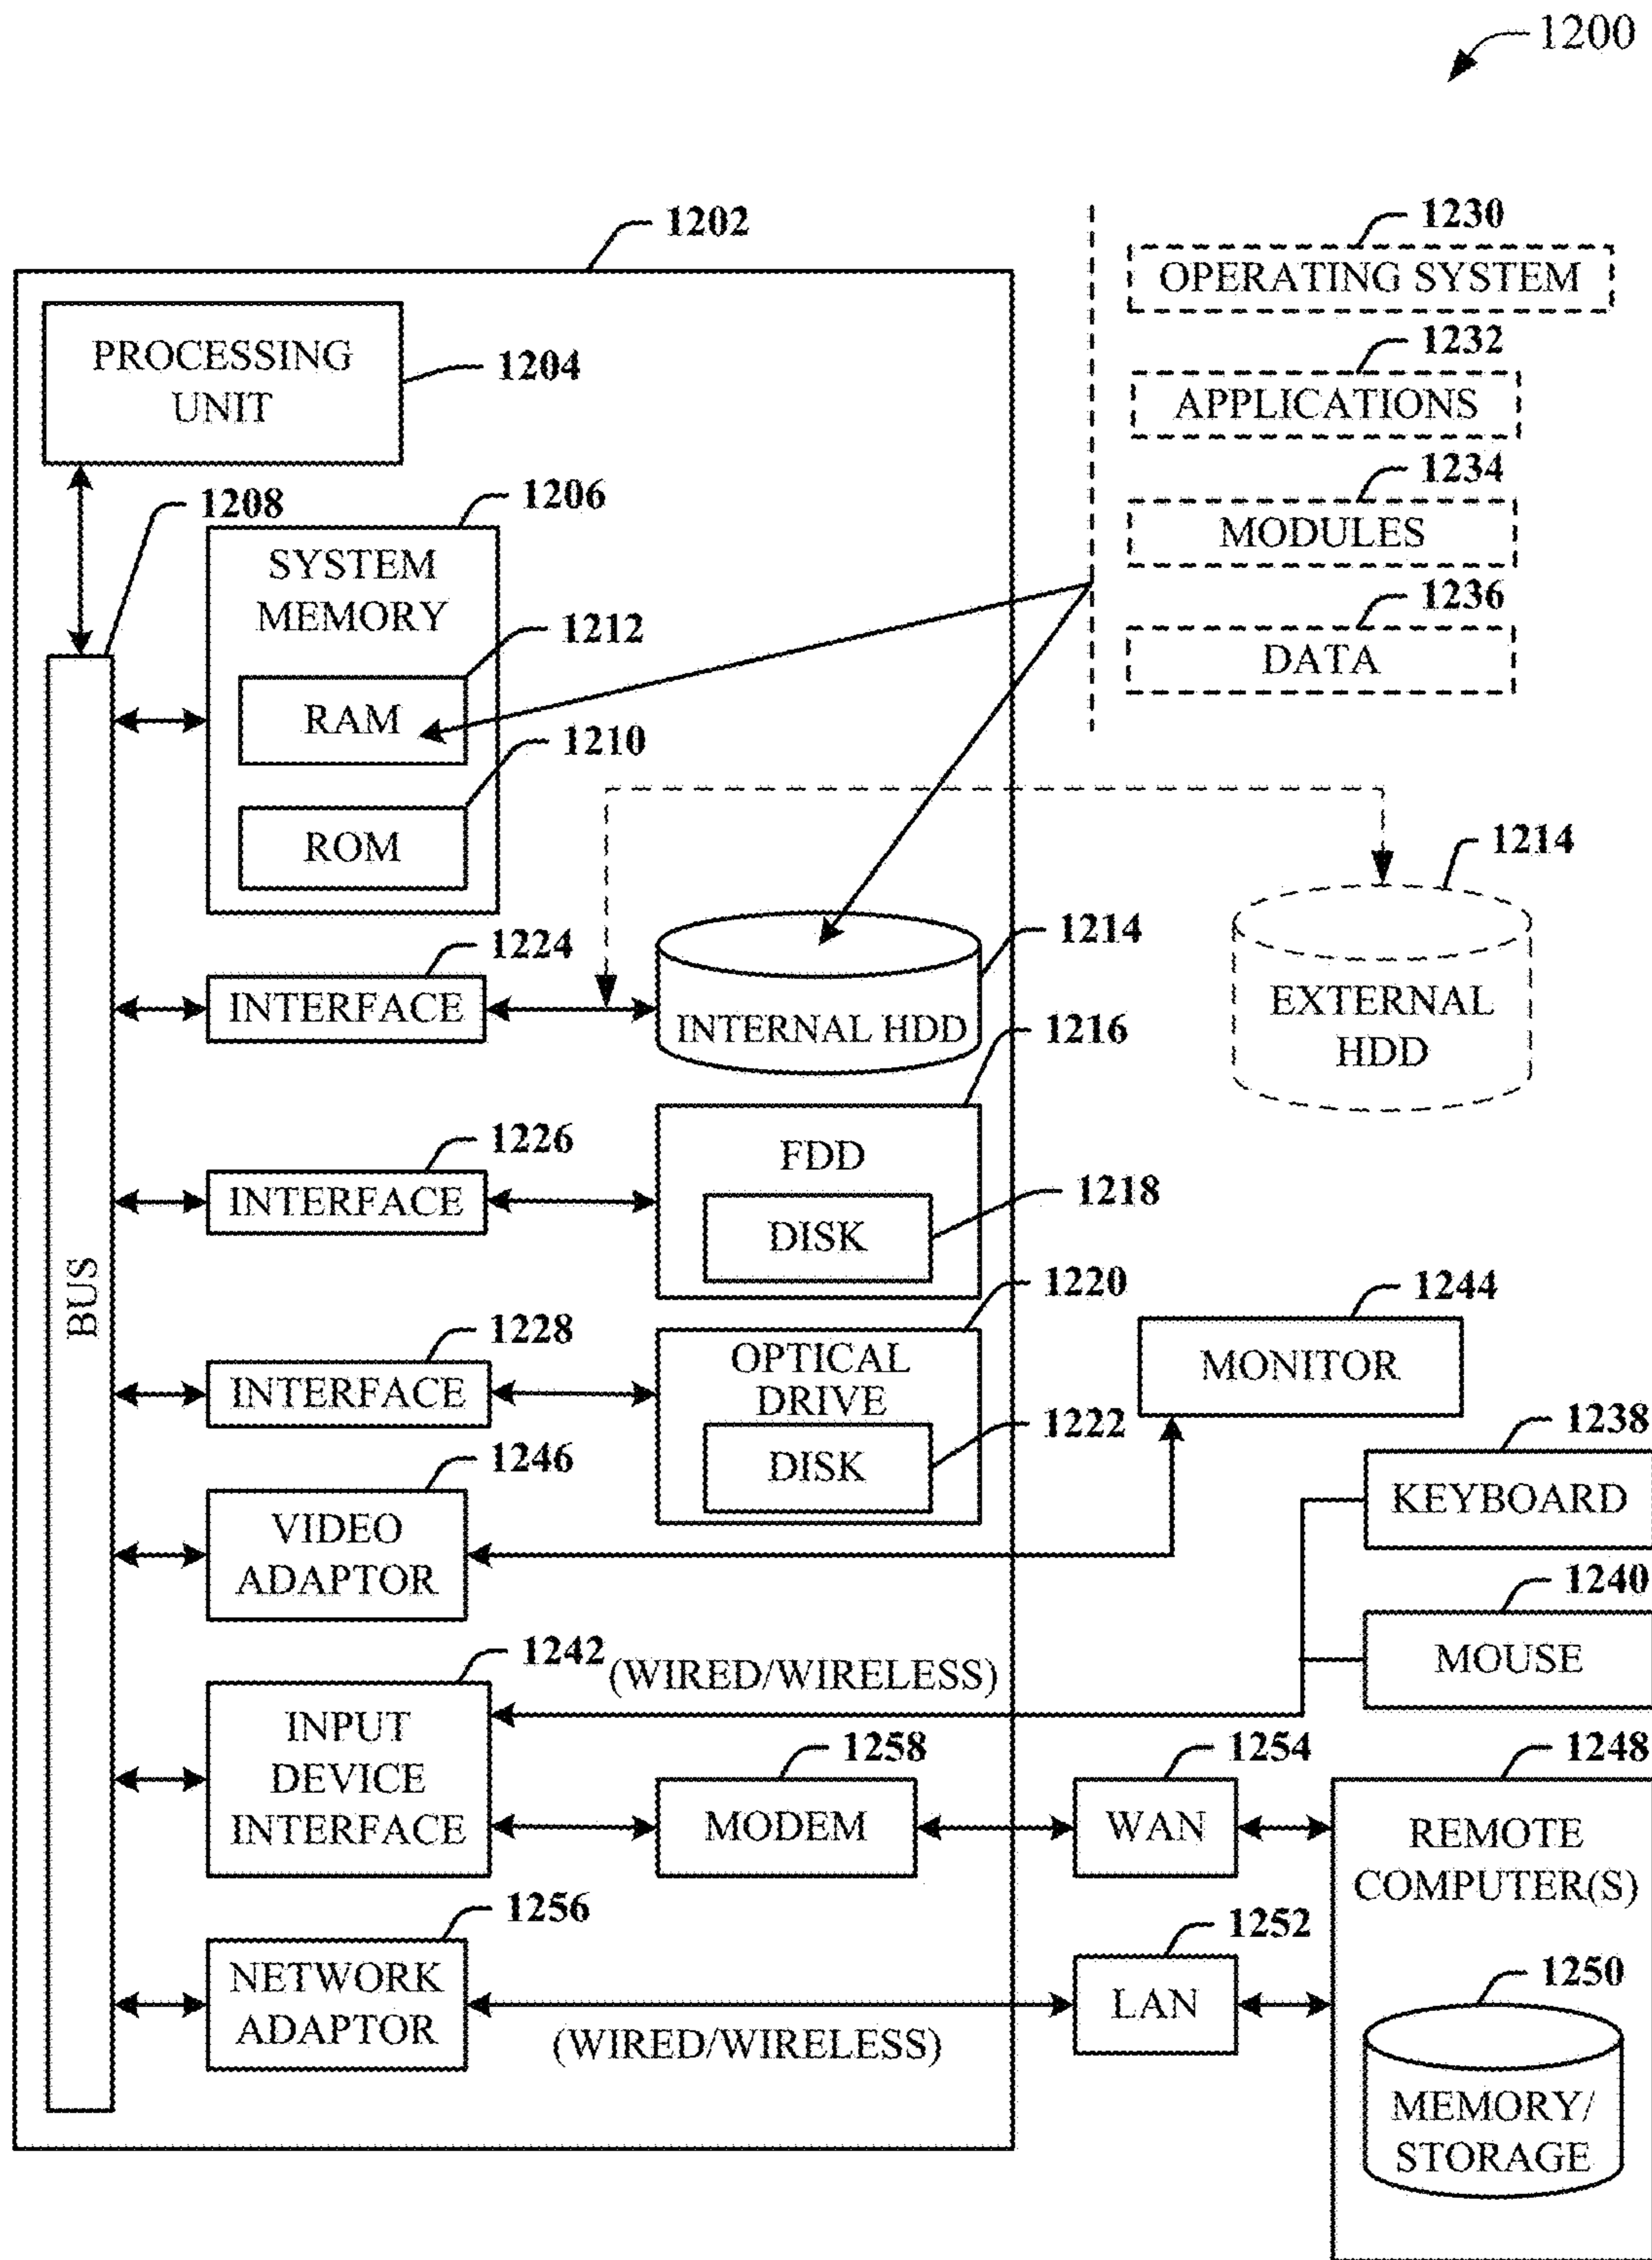 1200
1202
1230
OPERATING SYSTEM
PROCESSING
UNIT
1204
1232
APPLICATIONS
1234
MODULES
1208
1206
SYSTEM
MEMORY
1236
DATA
1212
RAM
1210
ROM
1214
EXTERNAL
HDD
1224
INTERFACE
1214
INTERNAL HDD
1216
FDD
1226
INTERFACE
1218
DISK
BUS
1220
OPTICAL
DRIVE
1228
INTERFACE
1222
DISK
1244
MONITOR
1238
KEYBOARD
1246
VIDEO
ADAPTOR
1240
MOUSE
1242
(WIRED/WIRELESS)
INPUT
DEVICE
INTERFACE
1258
MODEM
1254
WAN
1248
REMOTE
COMPUTER(S)
1256
NETWORK
ADAPTOR
(WIRED/WIRELESS)
1252
LAN
1250
MEMORY/
STORAGE